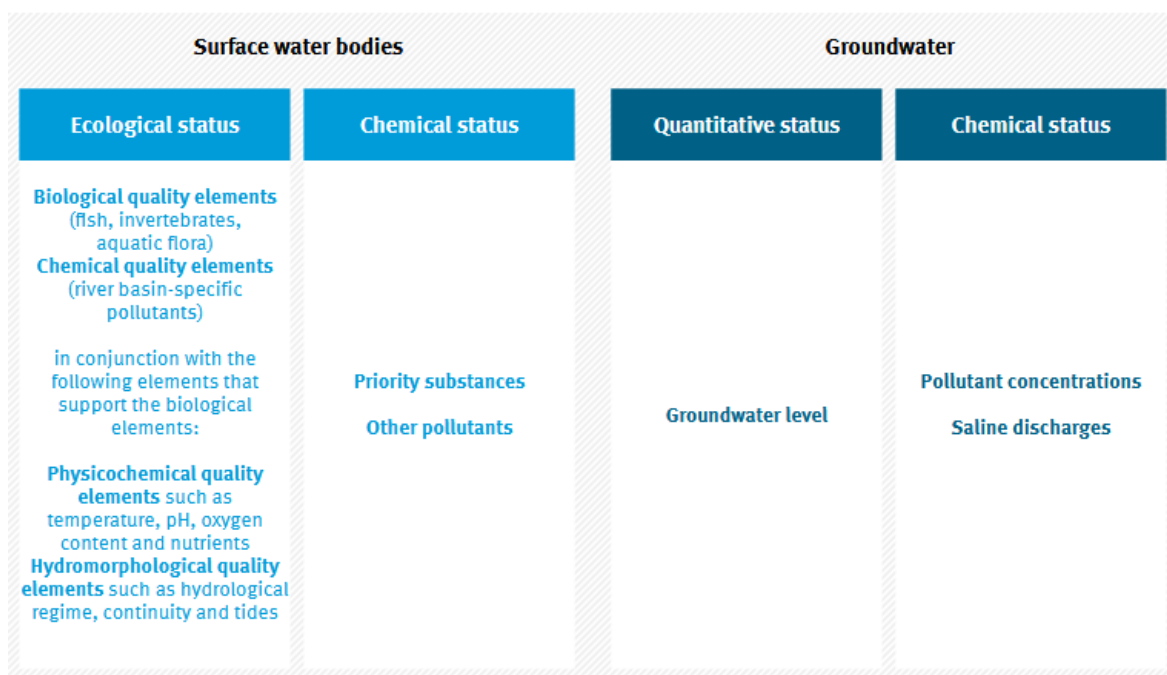 Surface water bodies
Groundwater
Ecological status
Chemical status
Quantitative status
Chemical status
Biological quality elements
(fish, invertebrates,
aquatic flora)
Chemical quality elements
(river basin-specific
pollutants)
in conjunction with the
following elements that
support the biological
elements:
Physicochemical quality
elements such as
temperature, pH, oxygen
content and nutrients
Hydromorphological quality
elements such as hydrological
regime, continuity and tides
Priority substances
Other pollutants
Groundwater level
Pollutant concentrations
Saline discharges